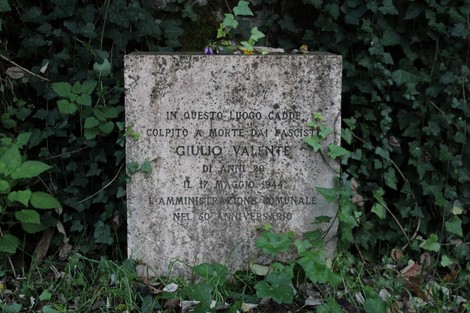 IN QUESTO LUOGO CADDE
COLPITO A MORTE DAI FASCISTI
GIULIO VALENTE
DI ANNI 20
IL 17 MAGGIO 1944
L'AMMINISTRAZIONE COMUNALE
NEL 50° ANNIVERSARIO